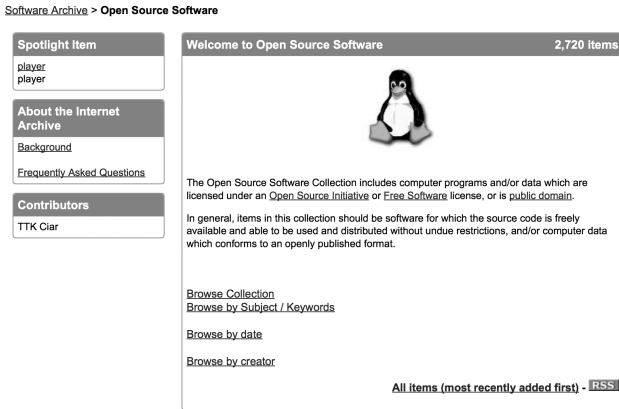 Software Archive > Open Source Software
Spotlight Item
player
player
About the Internet
Archive
Background
Frequently Asked Questions
Contributors
TTK Ciar
Welcome to Open Source Software 2,720 items
The Open Source Software Collection includes computer programs and/or data which are
licensed under an Open Source Initiative or Free Software license, or is public domain.
In general, items in this collection should be software for which the source code is freely
available and able to be used and distributed without undue restrictions, and/or computer data
which conforms to an openly published format.
Browse Collection
Browse by Subject / Keywords
Browse by date
Browse by creator
All items (most recently added first) - RSS